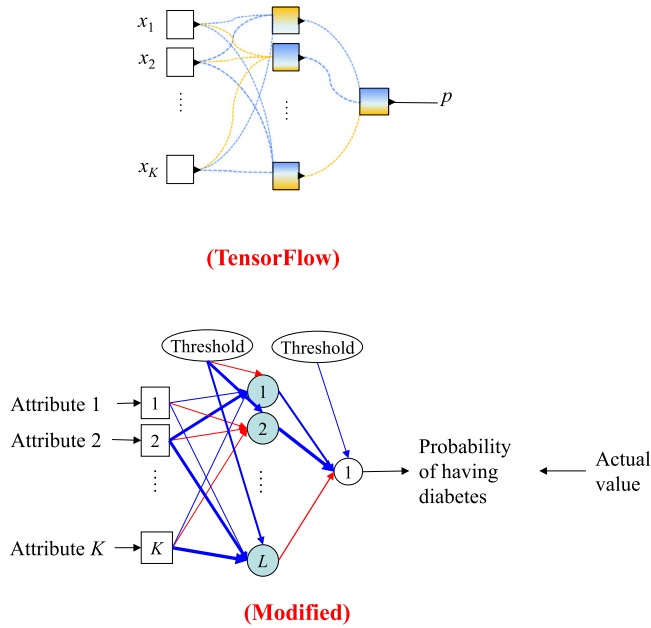 x1
x2
p
xK
(TensorFlow)
Threshold
Threshold
Attribute 1
1
1
Attribute 2
2
2
1
Probability
of having
diabetes
Actual
value
Attribute K
K
L
(Modified)